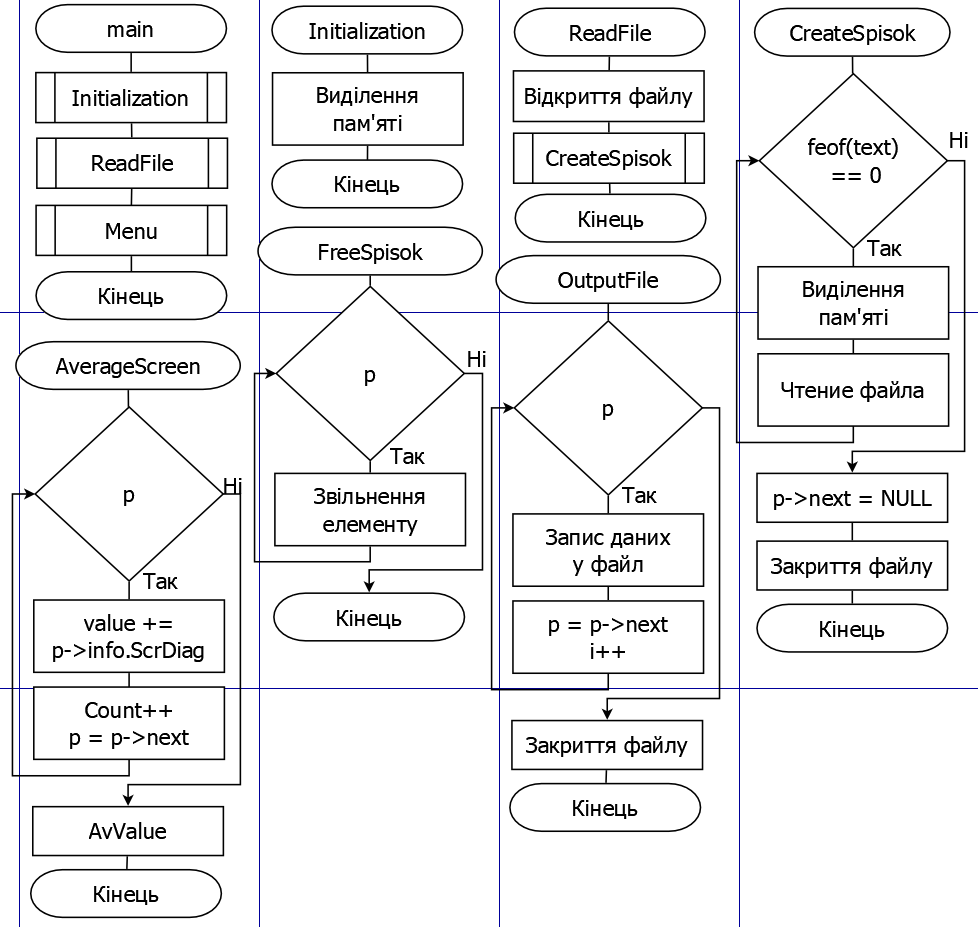 main
Initialization
ReadFile
Menu
Кінець
Initialization
Виділення
пам'яті
Кінець
ReadFile
Відкриття файлу
CreateSpisok
Кінець
CreateSpisok
feof(text)
== 0
Ні
Так
Виділення
пам'яті
Чтение файла
p->next = NULL
Закриття файлу
Кінець
FreeSpisok
p
Ні
Так
Звільнення
елементу
Кінець
OutputFile
p
Так
Запис даних
у файл
p = p->next
i++
Закриття файлу
Кінець
AverageScreen
p
Ні
Так
value +=
p->info.ScrDiag
Count++
p = p->next
AvValue
Кінець